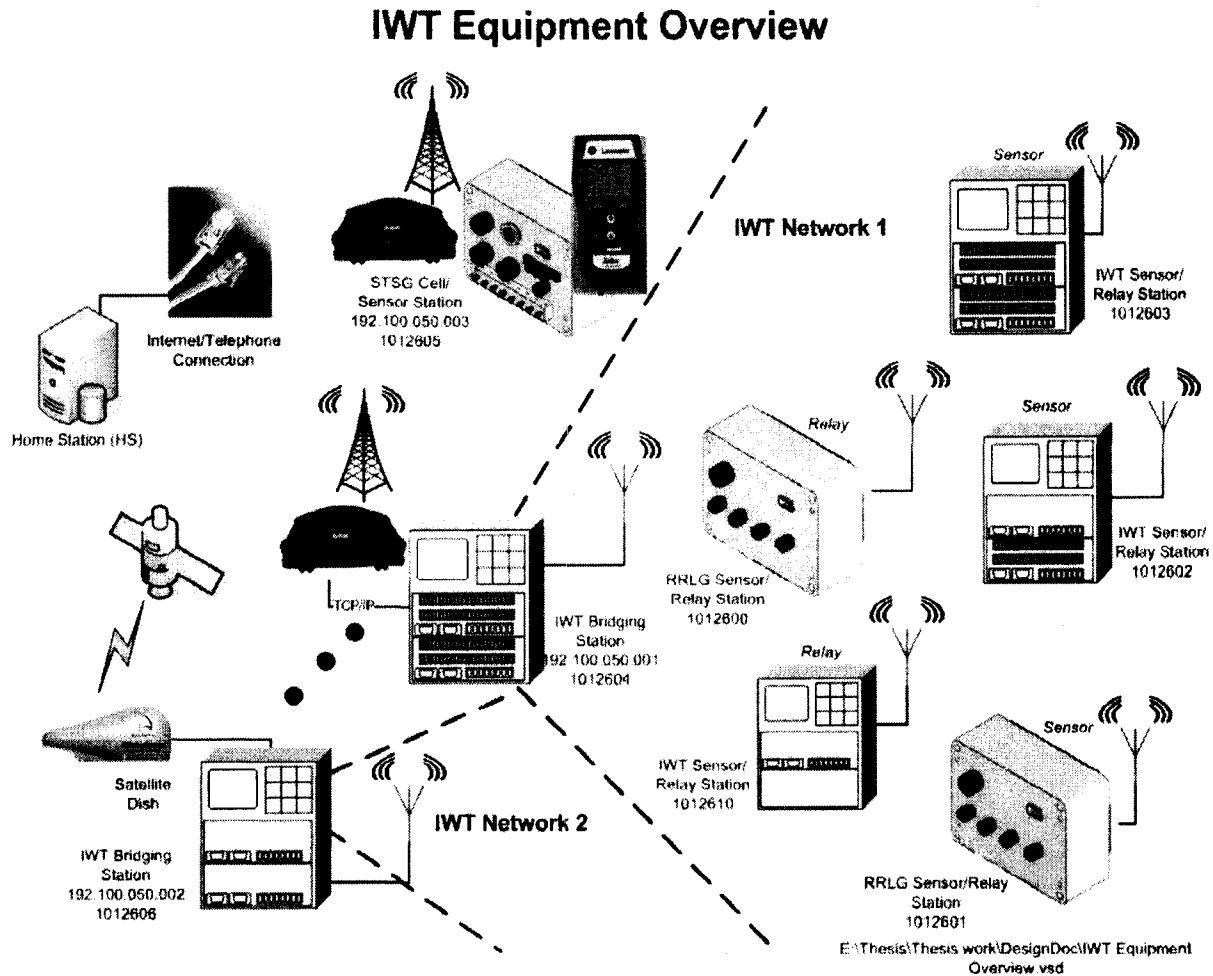 IWT Equipment Overview
Sensor
IWT Network 1
IWT Sensor/
Relay Station
1012603
STSG Cell/
Sensor Station
192.100.050.003
1012605
Internet/Telephone
Connection
Home Station (HS)
Relay
Sensor
RRLG Sensor/
Relay Station
1012600
IWT Sensor/
Relay Station
1012602
TCP/IP
IWT Bridging
Station
192.100.050.001
1012604
Relay
IWT Sensor/
Relay Station
1012610
Sensor
Satellite
Dish
IWT Network 2
IWT Bridging
Station
192.100.050.002
1012606
RRLG Sensor/Relay
Station
1012601
E:\Thesis\Thesis work\DesignDoc\IWT Equipment
Overview.vsd